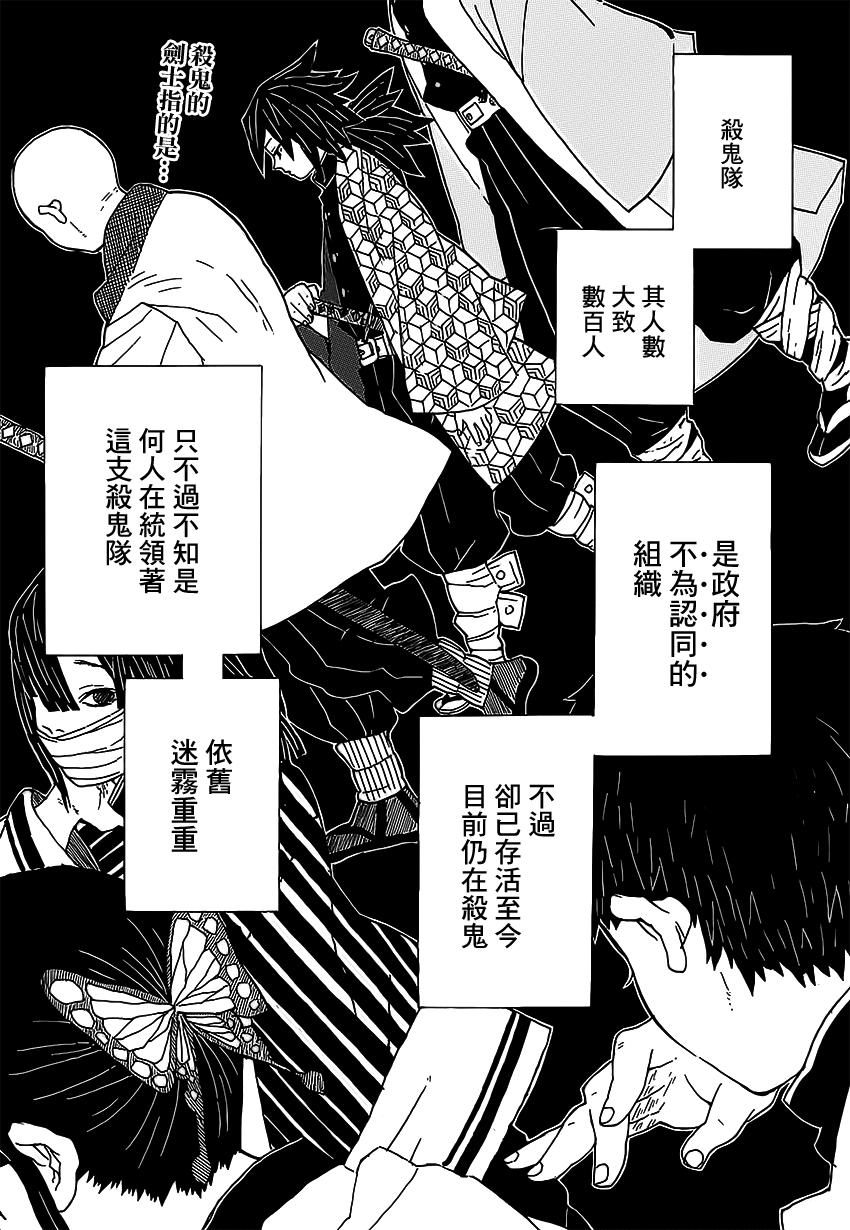 殺鬼隊
其人數
大致
數百人
是政府
不為認同的
組織
不過
卻已存活至今
目前仍在殺鬼
殺鬼的
劍士指的是…
只不過不知是
何人在統領著
這支殺鬼隊
依舊
迷霧重重